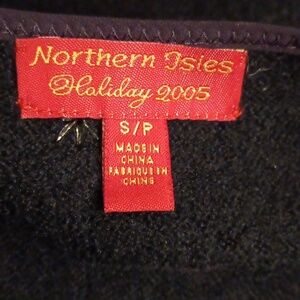 Northern Isles
Holiday 2005
S/P
MADE IN
CHINA
FABRIQUE EN
CHINE